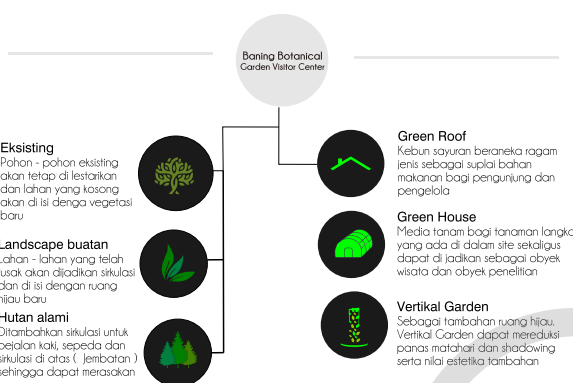 Baning Botanical
Garden Visitor Center
Eksisting
Pohon - pohon eksisting
akan tetap di lestarikan
dan lahan yang kosong
akan di isi denga vegetasi
baru
Landscape buatan
Lahan - lahan yang telah
rusak akan dijadikan sirkulasi
dan di isi dengan ruang
hijau baru
Hutan alami
Ditambahkan sirkulasi untuk
pejalan kaki, sepeda dan
sirkulasi di atas ( Jembatan )
sehingga dapat merasakan
Green Roof
Kebun sayuran beraneka ragam
jenis sebagai suplai bahan
makanan bagi pengunjung dan
pengelola
Green House
Media tanam bagi tanaman langka
yang ada di dalam site sekaligus
dapat di jadikan sebagai obyek
wisata dan obyek penelitian
Vertikal Garden
Sebagai tambahan ruang hijau.
Vertikal Garden dapat mereduksi
panas matahari dan shadowing
serta nilai estetika tambahan